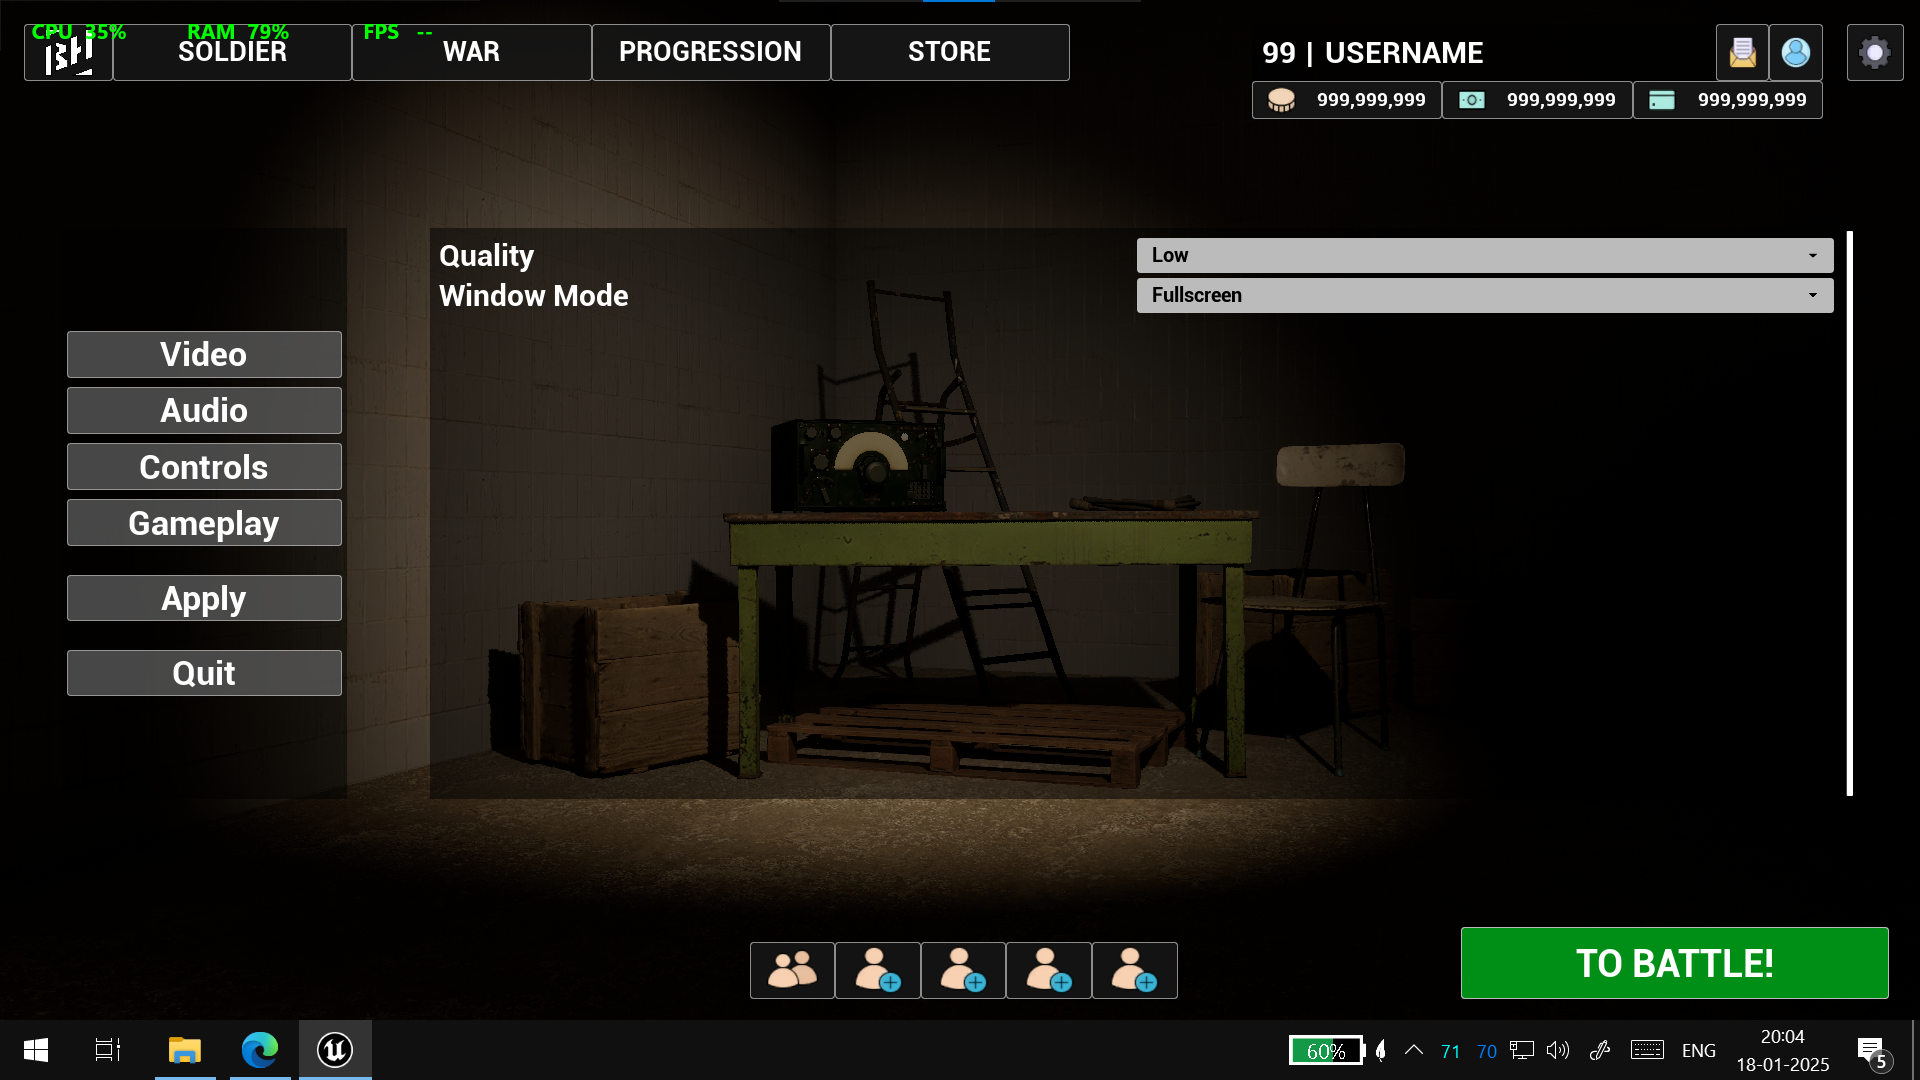 CPU 35% RAM 79% FPS --
SOLDIER WAR PROGRESSION STORE
99 | USERNAME
999,999,999 999,999,999 999,999,999
Quality Low
Window Mode Fullscreen
Video
Audio
Controls
Gameplay
Apply
Quit
TO BATTLE!
60% 71 70 ENG
20:04
18-01-2025
5